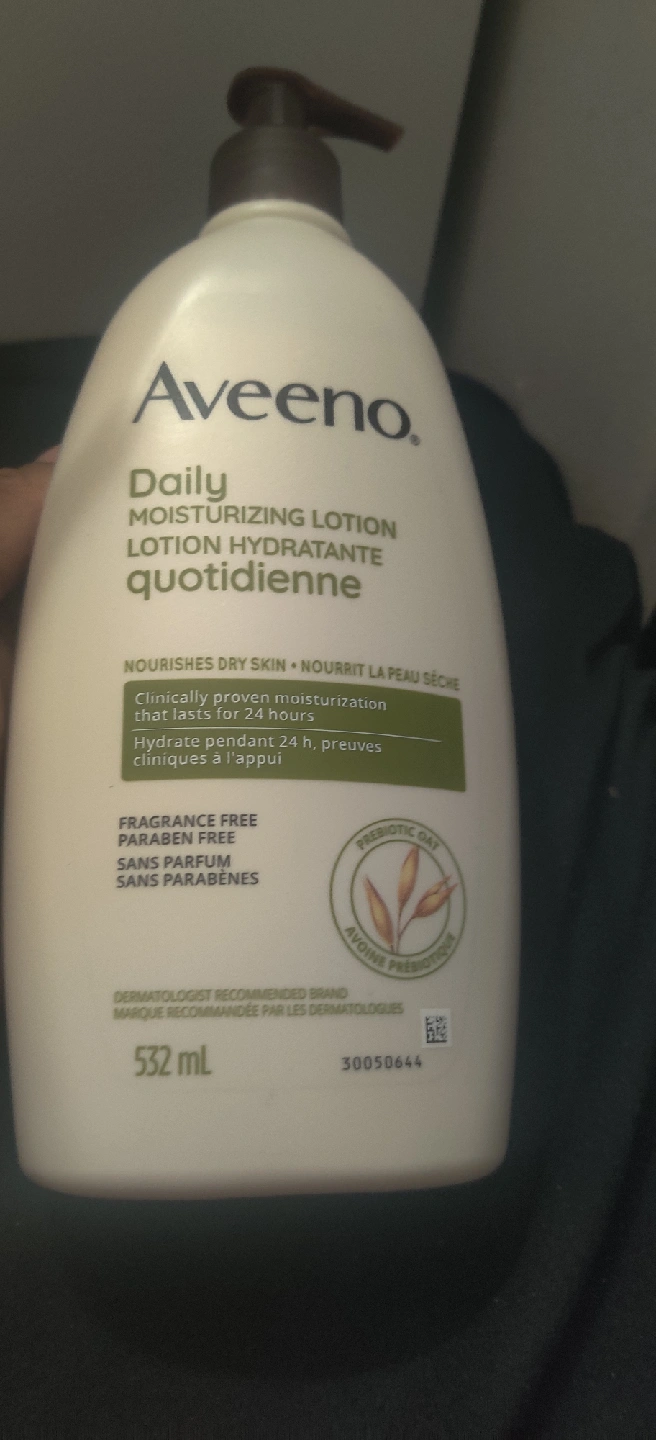 Aveeno®
Daily
MOISTURIZING LOTION
LOTION HYDRATANTE
quotidienne
NOURISHES DRY SKIN • NOURRIT LA PEAU SÈCHE
Clinically proven moisturization
that lasts for 24 hours
Hydrate pendant 24 h, preuves
cliniques à l'appui
FRAGRANCE FREE
PARABEN FREE
SANS PARFUM
SANS PARABÈNES
PREBIOTIC OAT
AVOINE PRÉBIOTIQUE
DERMATOLOGIST RECOMMENDED BRAND
MARQUE RECOMMANDÉE PAR LES DERMATOLOGUES
532 mL
30050644